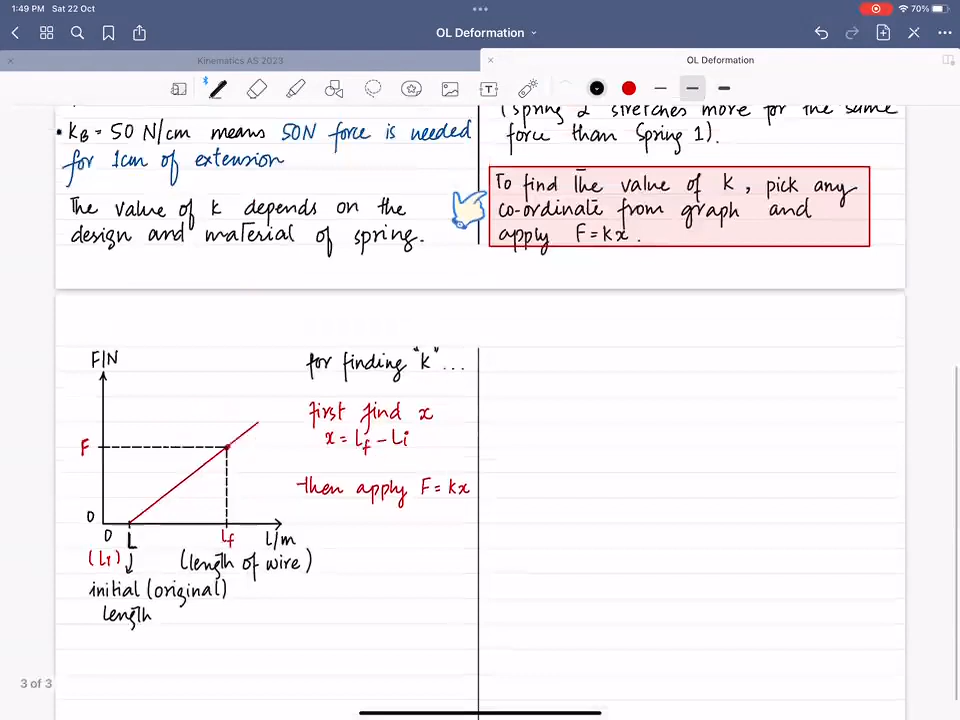 1:49 PM Sat 22 Oct
70%
OL Deformation
Kinematics AS 2023
OL Deformation
• kB = 50 N/cm means 50N force is needed
for 1cm of extension
The value of k depends on the
design and material of spring.
(spring 2 stretches more for the same
force than Spring 1).
To find The value of k, pick any
co-ordinate from graph and
apply F=kx.
F/N
F
0
0
L
Lf
l/m
(Li)
(length of wire)
initial (original)
length
for finding "k"...
first find x
x = Lf - Li
then apply F = kx
3 of 3